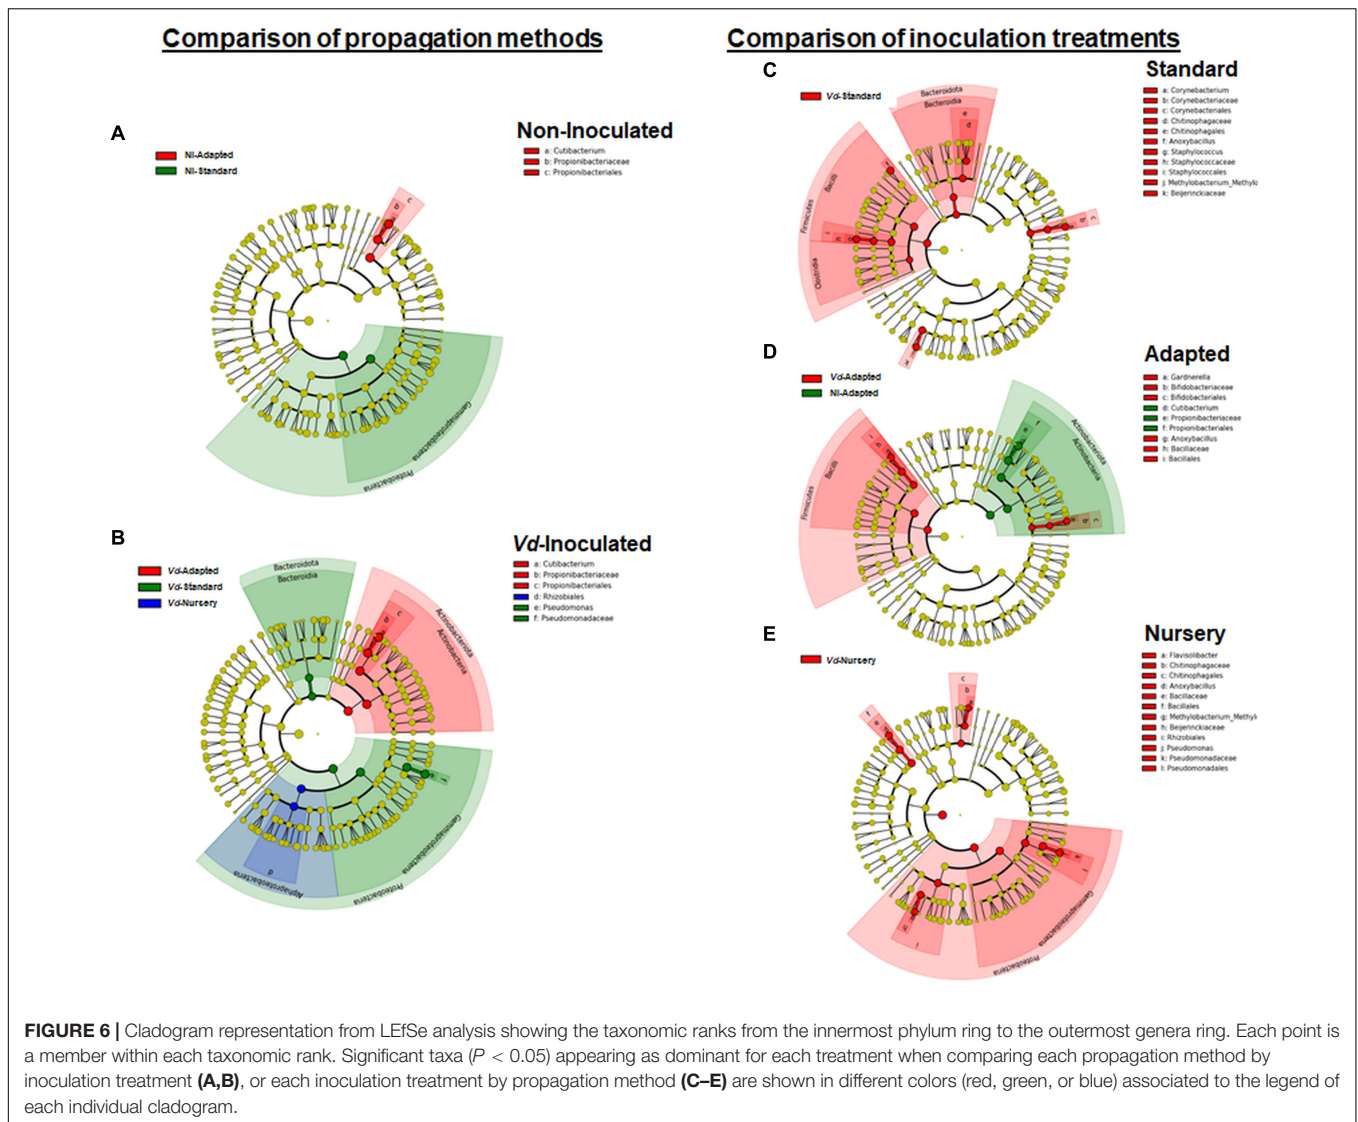 Comparison of propagation methods
Comparison of inoculation treatments
A
NI-Adapted
NI-Standard
Non-Inoculated
a: Cutibacterium
b: Propionibacteriaceae
c: Propionibacteriales
b
c
Gammaproteobacteria
Proteobacteria
B
Vd-Adapted
Vd-Standard
Vd-Nursery
Vd-Inoculated
a: Cutibacterium
b: Propionibacteriaceae
c: Propionibacteriales
d: Rhizobiales
e: Pseudomonas
f: Pseudomonadaceae
Bacteroidota
Bacteroidia
b
c
Actinobacteriota
Actinobacteria
f
d
Alphaproteobacteria
Gammaproteobacteria
Proteobacteria
C
Vd-Standard
Standard
a: Corynebacterium
b: Corynebacteriaceae
c: Corynebacteriales
d: Chitinophagaceae
e: Chitinophagales
f: Anoxybacillus
g: Staphylococcus
h: Staphylococcaceae
i: Staphylococcales
j: Methylobacterium_Methylo
k: Beijerinckiaceae
Bacteroidota
Bacteroidia
e
d
f
Bacilli
Firmicutes
i
h
g
Clostridia
a
b
c
k
D
Vd-Adapted
NI-Adapted
Adapted
a: Gardnerella
b: Bifidobacteriaceae
c: Bifidobacteriales
d: Cutibacterium
e: Propionibacteriaceae
f: Propionibacteriales
g: Anoxybacillus
h: Bacillaceae
i: Bacillales
i
h
Bacilli
Firmicutes
e
f
Actinobacteriota
Actinobacteria
a
b
c
E
Vd-Nursery
Nursery
a: Flavisolibacter
b: Chitinophagaceae
c: Chitinophagales
d: Anoxybacillus
e: Bacillaceae
f: Bacillales
g: Methylobacterium_Methyl
h: Beijerinckiaceae
i: Rhizobiales
j: Pseudomonas
k: Pseudomonadaceae
l: Pseudomonadales
c
b
f
e
k
l
h
i
Gammaproteobacteria
Proteobacteria
FIGURE 6 | Cladogram representation from LEfSe analysis showing the taxonomic ranks from the innermost phylum ring to the outermost genera ring. Each point is
a member within each taxonomic rank. Significant taxa (P < 0.05) appearing as dominant for each treatment when comparing each propagation method by
inoculation treatment (A,B), or each inoculation treatment by propagation method (C–E) are shown in different colors (red, green, or blue) associated to the legend of
each individual cladogram.